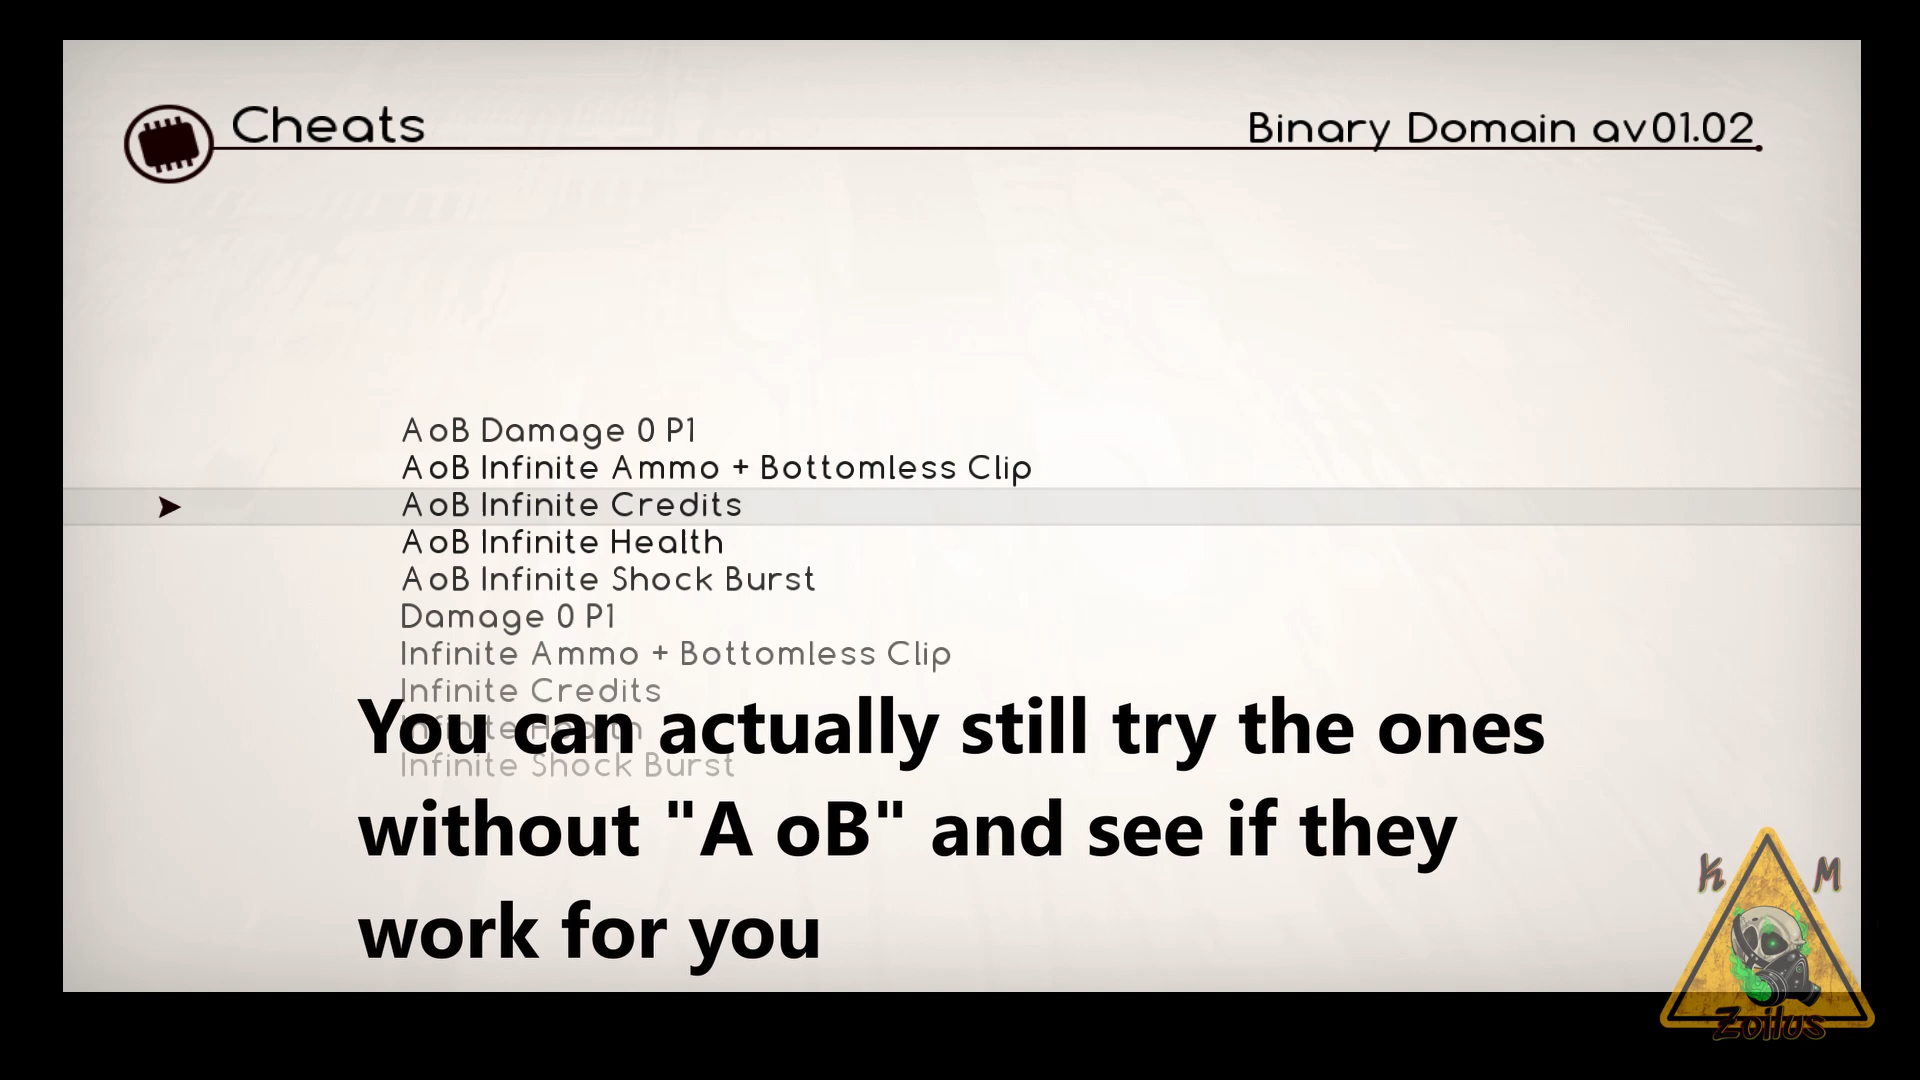 Cheats
Binary Domain av01.02
AoB Damage 0 P1
AoB Infinite Ammo + Bottomless Clip
AoB Infinite Credits
AoB Infinite Health
AoB Infinite Shock Burst
Damage 0 P1
Infinite Ammo + Bottomless Clip
Infinite Credits
Infinite Health
Infinite Shock Burst
You can actually still try the ones
without "A oB" and see if they
work for you
K M
Zoilus